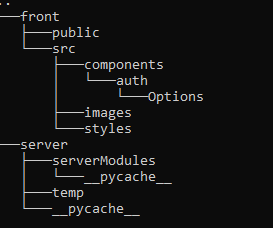 ..
├───front
│   ├───public
│   └───src
│       ├───components
│       │   └───auth
│       │       └───Options
│       ├───images
│       └───styles
└───server
    ├───serverModules
    │   └───__pycache__
    ├───temp
    └───__pycache__